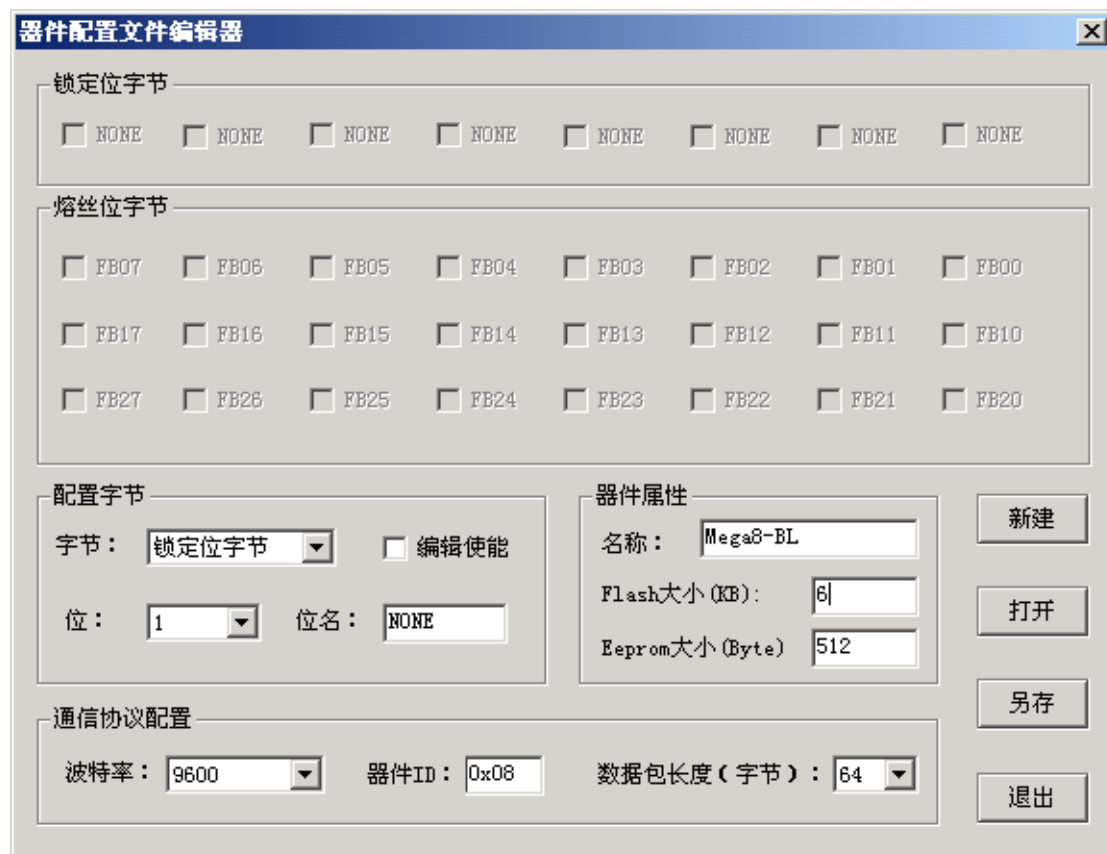 器件配置文件编辑器
锁定位字节
NONE NONE NONE NONE NONE NONE NONE NONE
熔丝位字节
FB07 FB06 FB05 FB04 FB03 FB02 FB01 FB00
FB17 FB16 FB15 FB14 FB13 FB12 FB11 FB10
FB27 FB26 FB25 FB24 FB23 FB22 FB21 FB20
配置字节
字节： 锁定位字节 编辑使能
位： 1 位名： NONE
器件属性
名称： Mega8-BL
Flash大小(KB): 6
Eeprom大小(Byte) 512
通信协议配置
波特率： 9600 器件ID： 0x08 数据包长度(字节)： 64
新建
打开
另存
退出